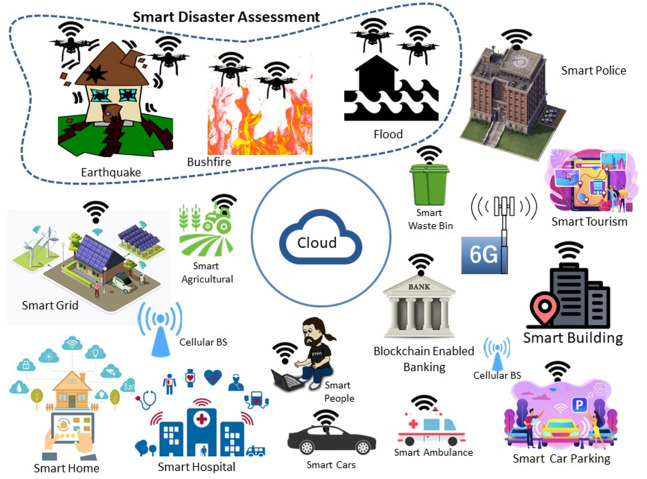 Smart Disaster Assessment
Earthquake
Bushfire
Flood
Smart Police
Smart
Waste Bin
6G
Smart Tourism
Cloud
Smart Grid
Smart
Agricultural
BANK
Blockchain Enabled
Banking
Smart Building
Cellular BS
Cellular BS
Smart
People
Smart Home
Smart Hospital
Smart Cars
Smart Ambulance
P
Smart Car Parking